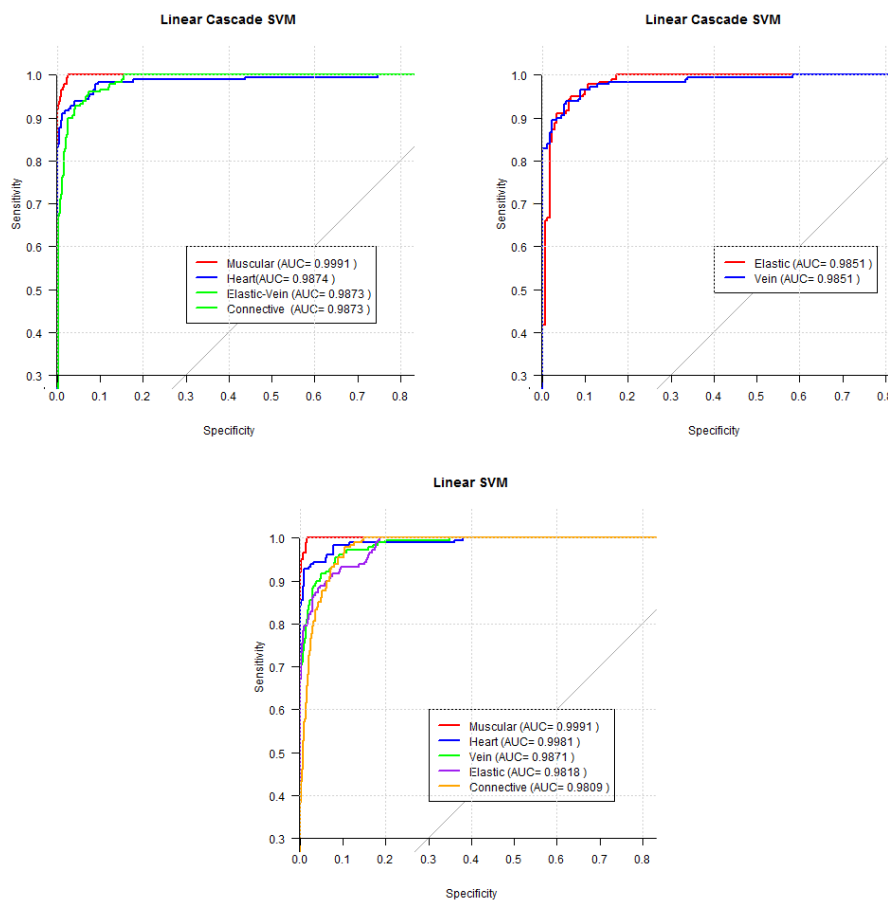 Linear Cascade SVM
Sensitivity
1.0
0.9
0.8
0.7
0.6
0.5
0.4
0.3
Muscular (AUC= 0.9991 )
Heart(AUC= 0.9874 )
Elastic-Vein (AUC= 0.9873 )
Connective (AUC= 0.9873 )
0.0 0.1 0.2 0.3 0.4 0.5 0.6 0.7 0.8
Specificity
Linear Cascade SVM
Sensitivity
1.0
0.9
0.8
0.7
0.6
0.5
0.4
0.3
Elastic (AUC= 0.9851 )
Vein (AUC= 0.9851 )
0.0 0.1 0.2 0.3 0.4 0.5 0.6 0.7 0.8
Specificity
Linear SVM
Sensitivity
1.0
0.9
0.8
0.7
0.6
0.5
0.4
0.3
Muscular (AUC= 0.9991 )
Heart (AUC= 0.9981 )
Vein (AUC= 0.9871 )
Elastic (AUC= 0.9818 )
Connective (AUC= 0.9809 )
0.0 0.1 0.2 0.3 0.4 0.5 0.6 0.7 0.8
Specificity